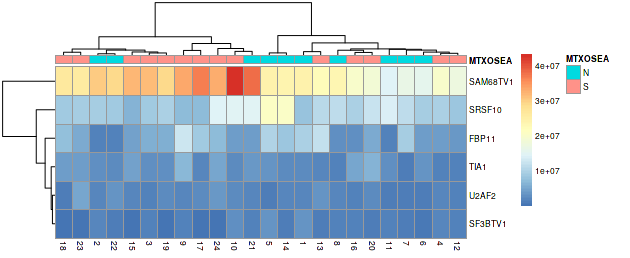 MTXOSEA
SAM68TV1
SRSF10
FBP11
TIA1
U2AF2
SF3BTV1
18 23 2 22 15 3 19 9 17 24 10 21 5 14 1 13 8 16 20 11 7 6 4 12
4e+07
3e+07
2e+07
1e+07
MTXOSEA
N
S